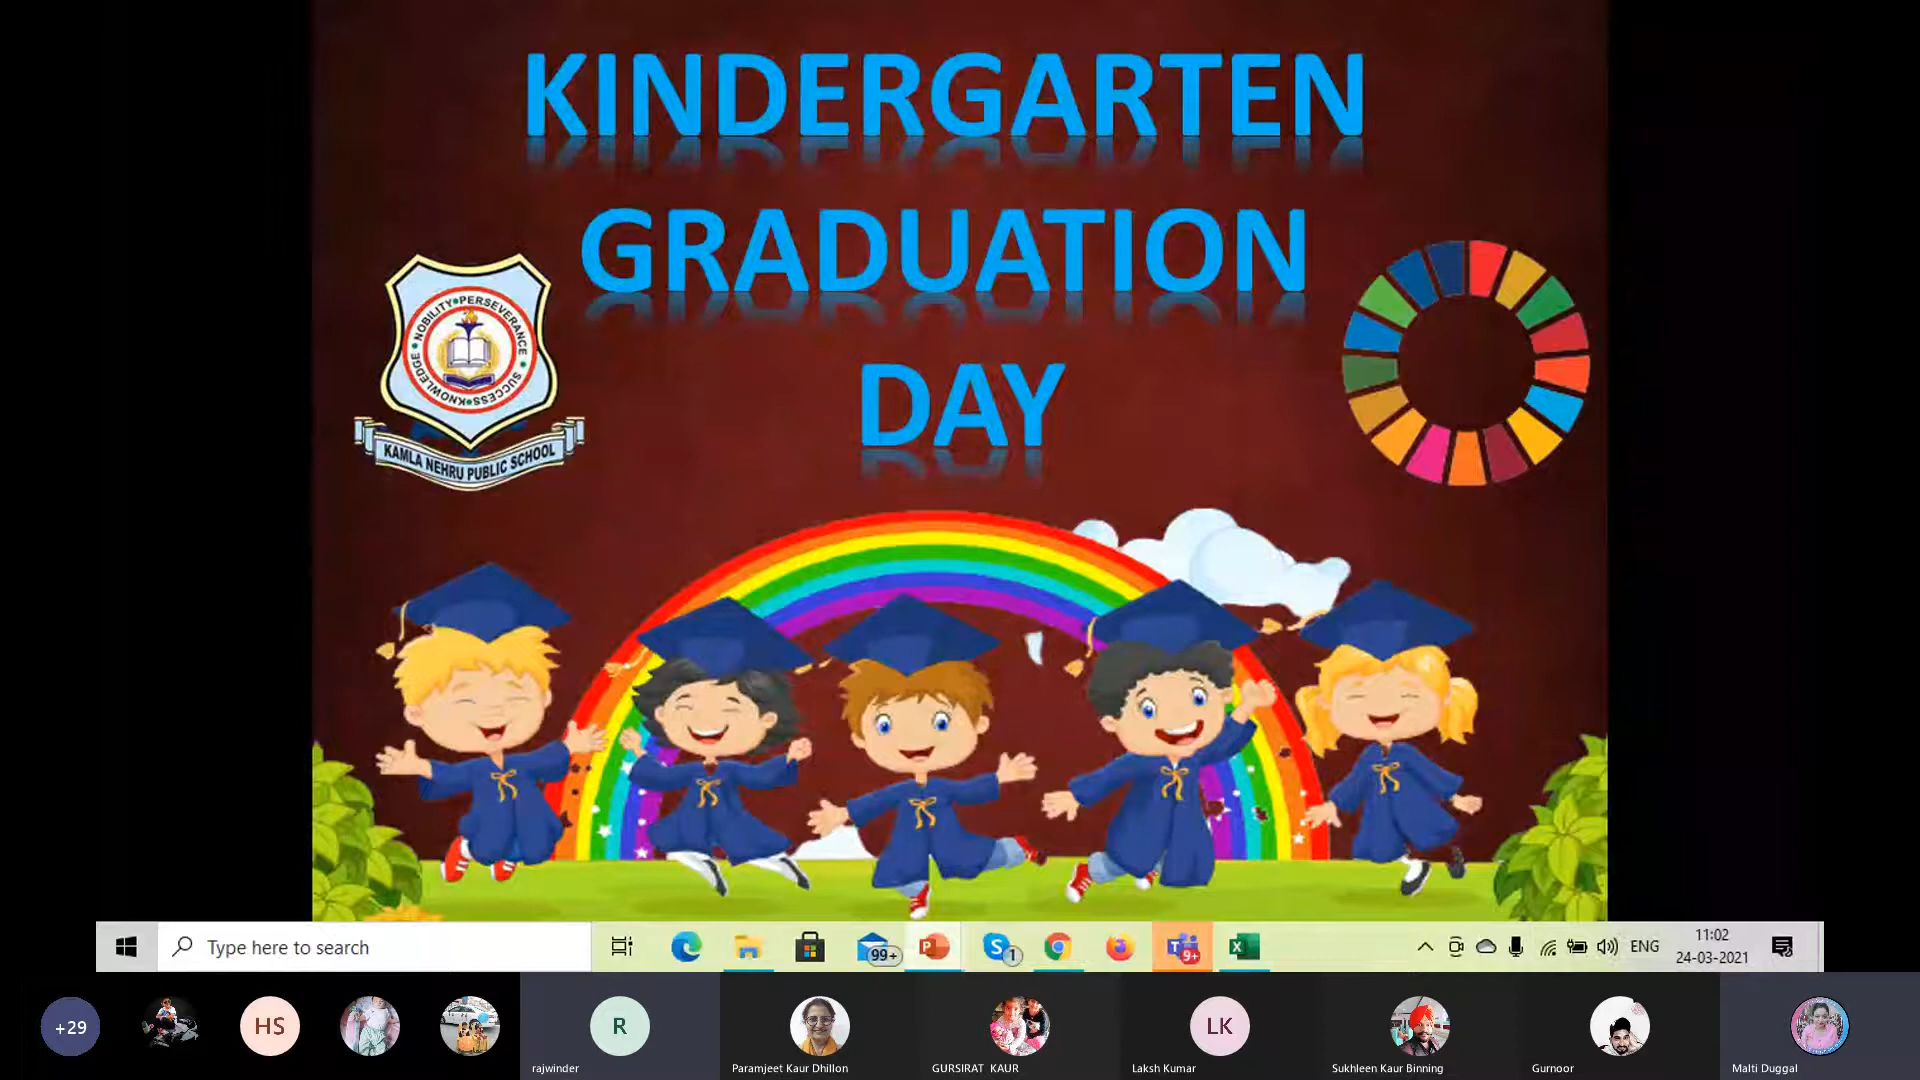 KINDERGARTEN
GRADUATION
DAY
NOBILITY•PERSEVERANCE
•SUCCESS•KNOWLEDGE•
KAMLA NEHRU PUBLIC SCHOOL
Type here to search
99+
1
9+
ENG
11:02
24-03-2021
+29
HS
R
LK
rajwinder
Paramjeet Kaur Dhillon
GURSIRAT KAUR
Laksh Kumar
Sukhleen Kaur Binning
Gurnoor
Malti Duggal